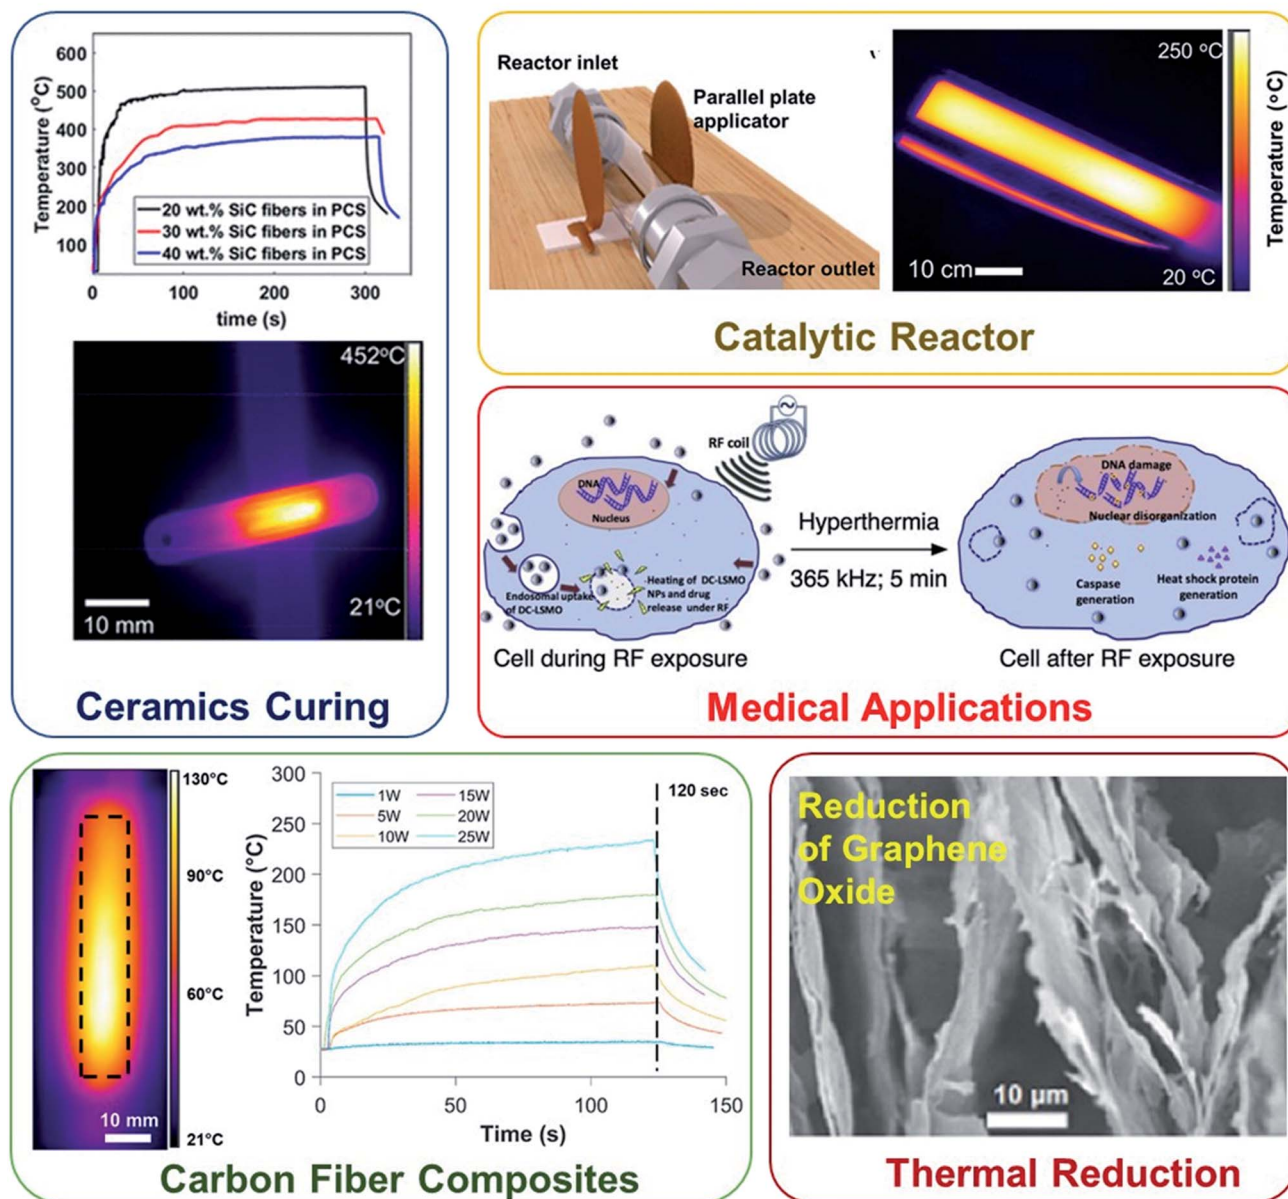 600
500
400
300
200
100
Temperature (°C)
20 wt.% SiC fibers in PCS
30 wt.% SiC fibers in PCS
40 wt.% SiC fibers in PCS
0 100 200 300
time (s)
452°C
21°C
10 mm
Ceramics Curing
Reactor inlet
Parallel plate
applicator
Reactor outlet
250 °C
Temperature (°C)
10 cm
20 °C
Catalytic Reactor
RF coil
DNA
Nucleus
Endosomal uptake
of DC-LSMO
Heating of DC-LSMO
NPs and drug
release under RF
Cell during RF exposure
Hyperthermia
365 kHz; 5 min
DNA damage
Nuclear disorganization
Caspase
generation
Heat shock protein
generation
Cell after RF exposure
Medical Applications
130°C
90°C
60°C
21°C
10 mm
300
250
200
150
100
50
0
Temperature (°C)
1W 15W
5W 20W
10W 25W
120 sec
0 50 100 150
Time (s)
Carbon Fiber Composites
Reduction
of Graphene
Oxide
10 µm
Thermal Reduction